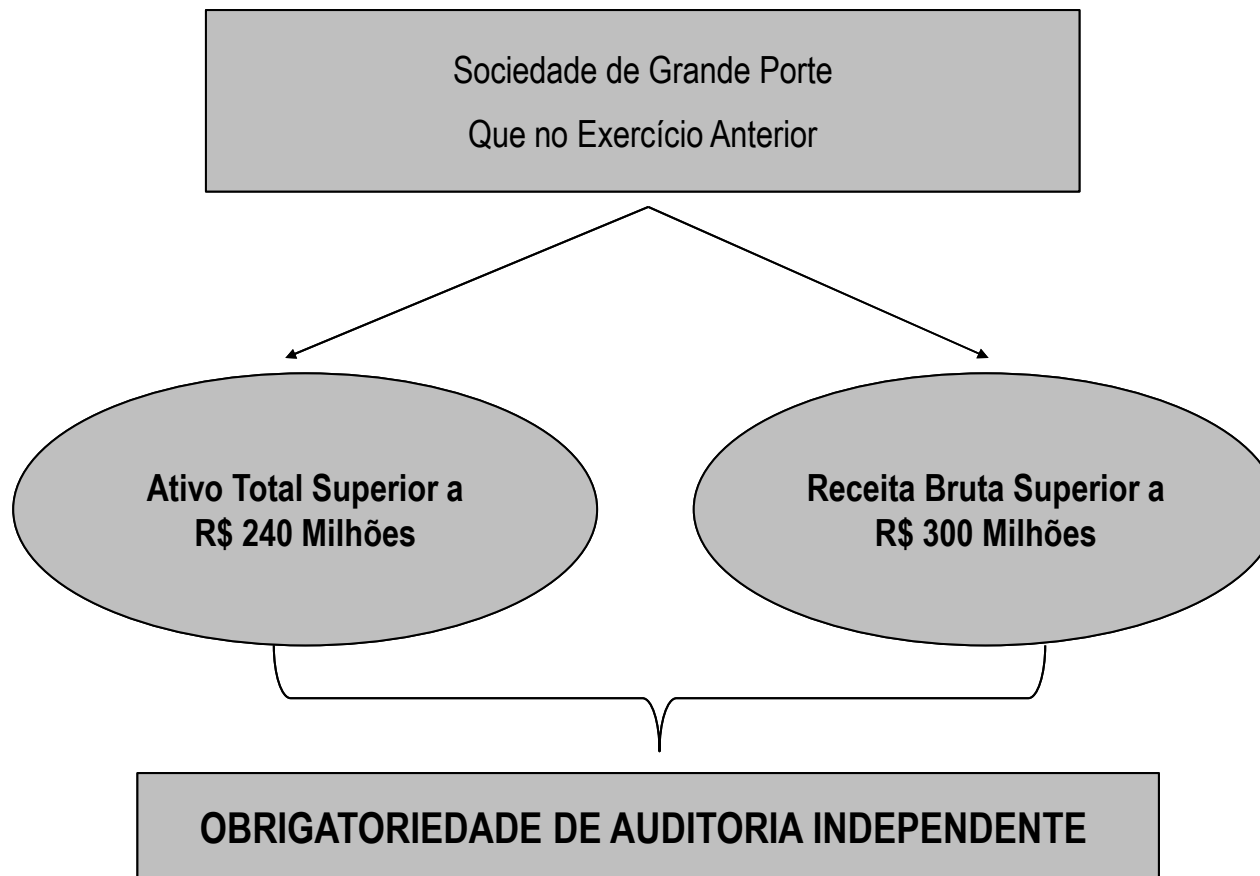 Sociedade de Grande Porte
Que no Exercício Anterior
Ativo Total Superior a
R$ 240 Milhões
Receita Bruta Superior a
R$ 300 Milhões
OBRIGATORIEDADE DE AUDITORIA INDEPENDENTE